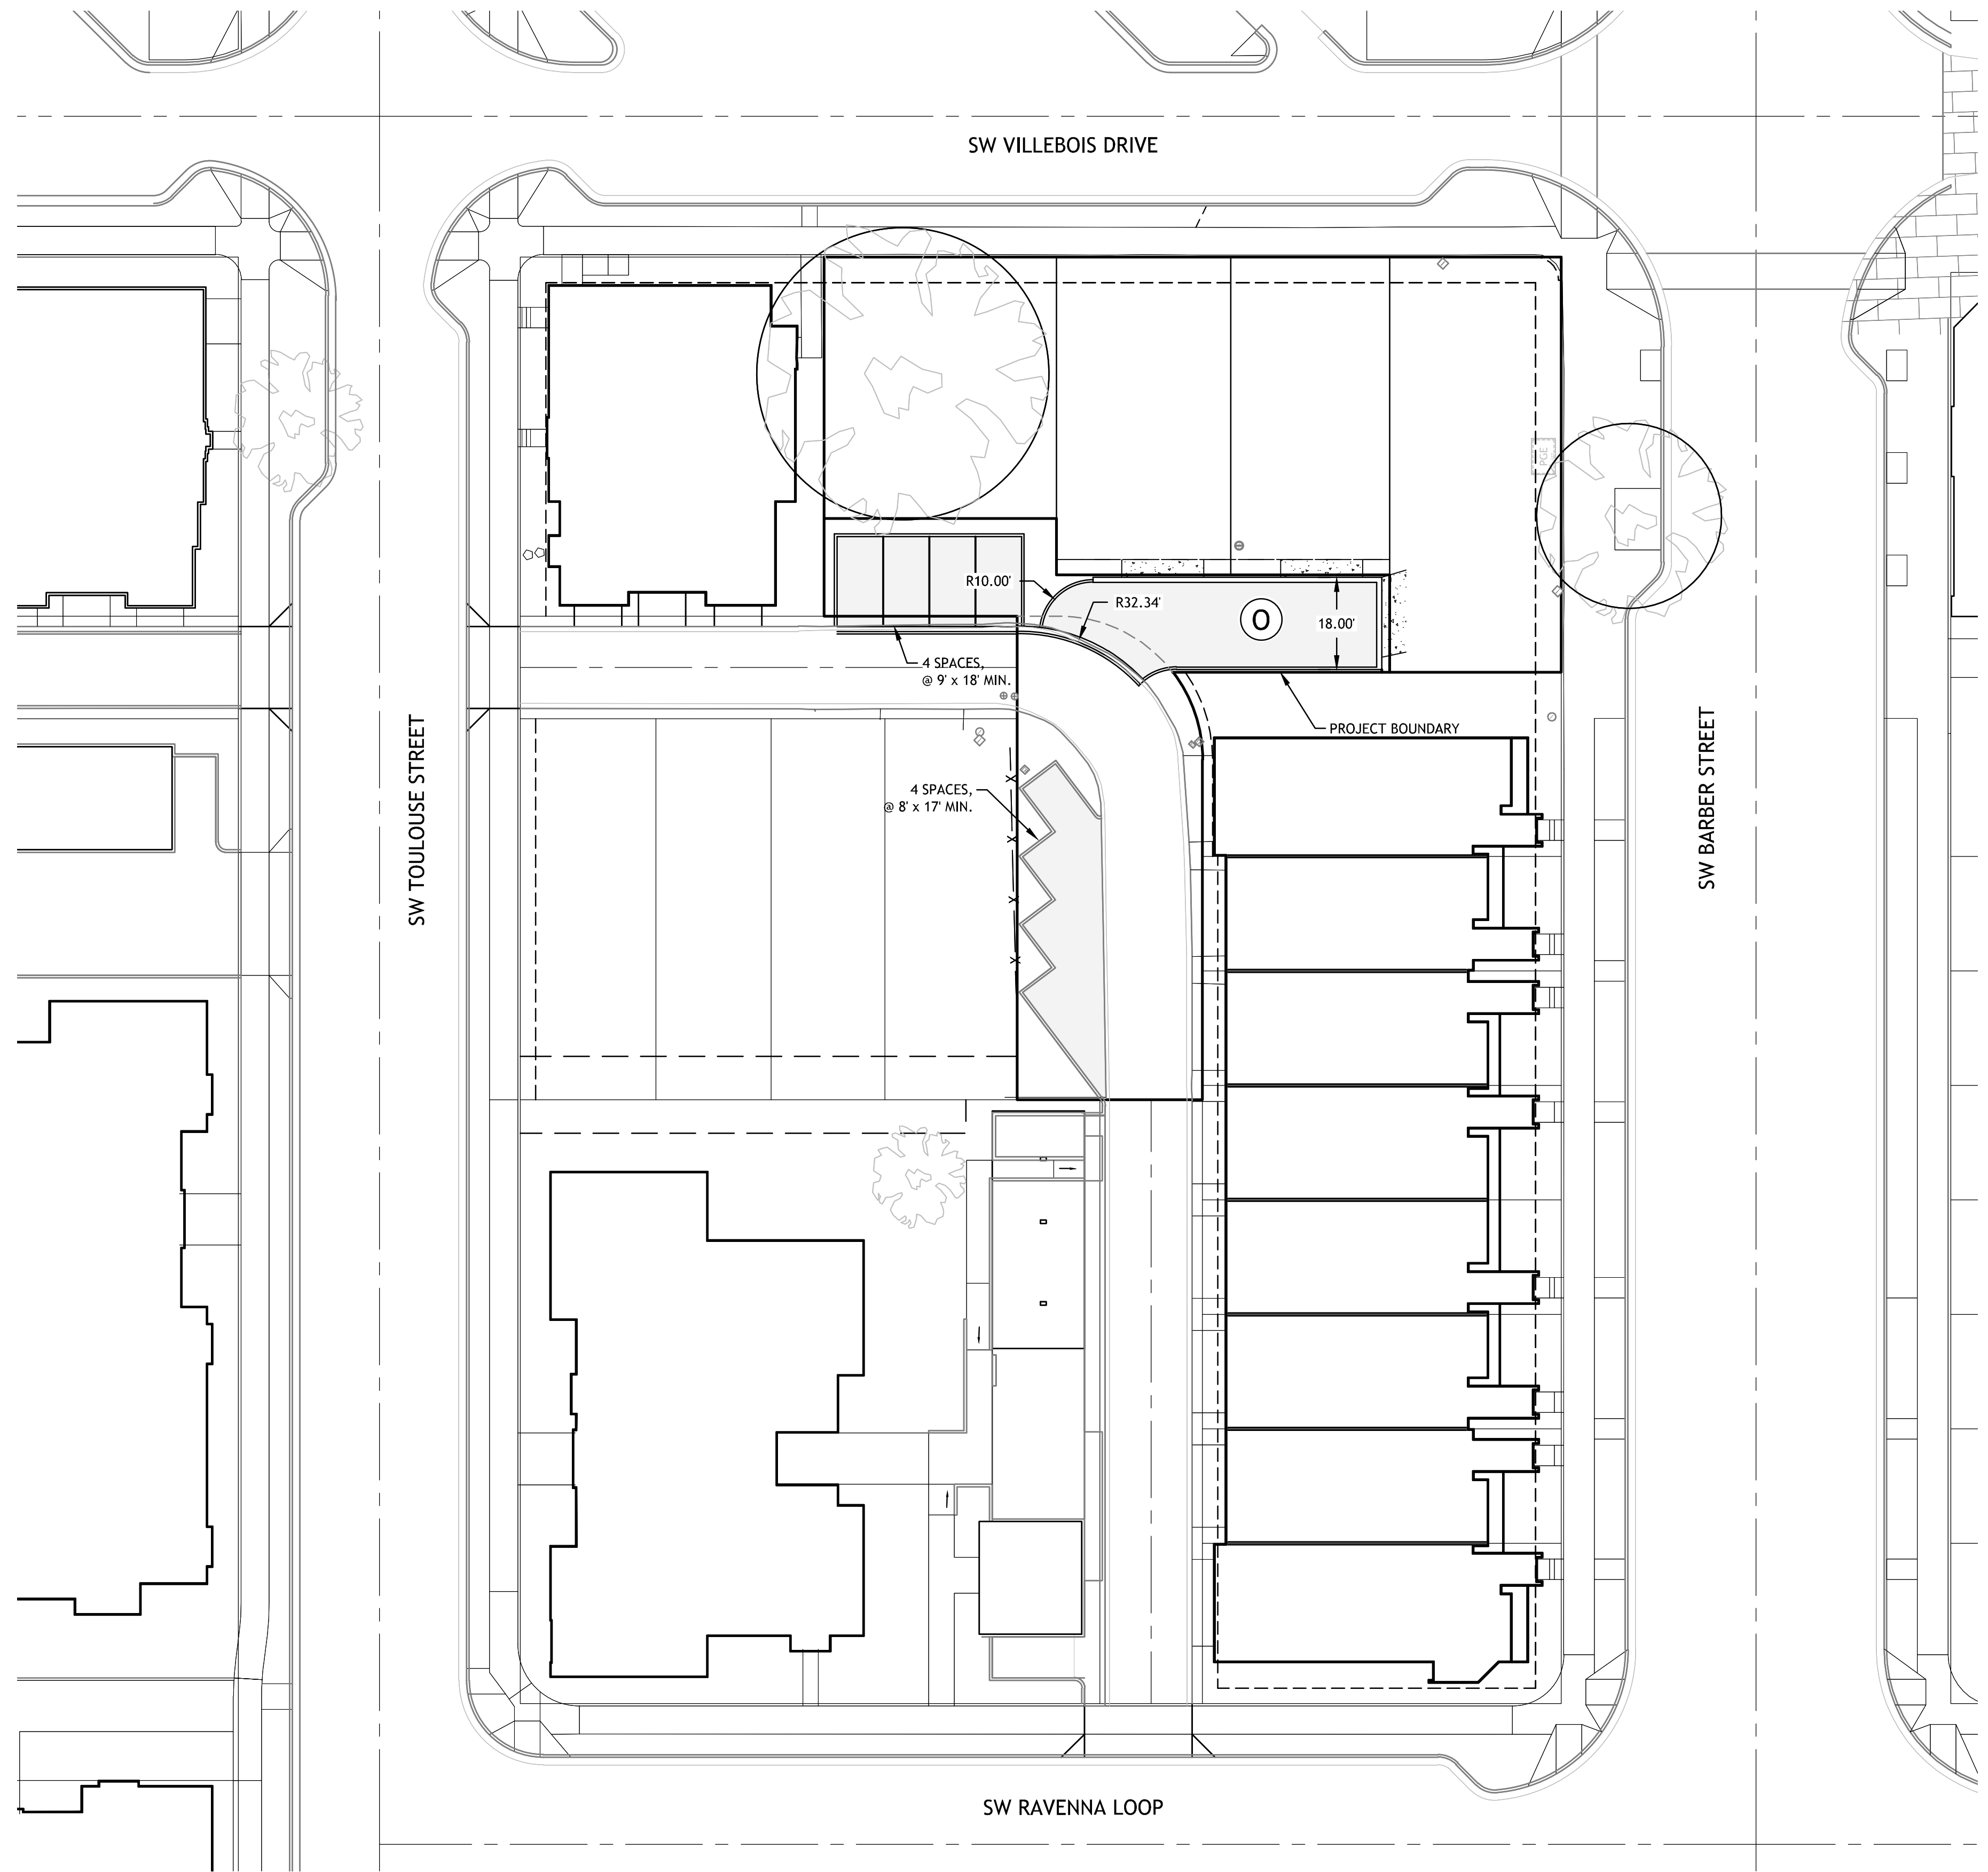 SW VILLEBOIS DRIVE
PGE
R10.00'
R32.34'
O
18.00'
4 SPACES,
@ 9' x 18' MIN.
PROJECT BOUNDARY
SW TOULOUSE STREET
SW BARBER STREET
4 SPACES,
@ 8' x 17' MIN.
X
X
X
X
SW RAVENNA LOOP